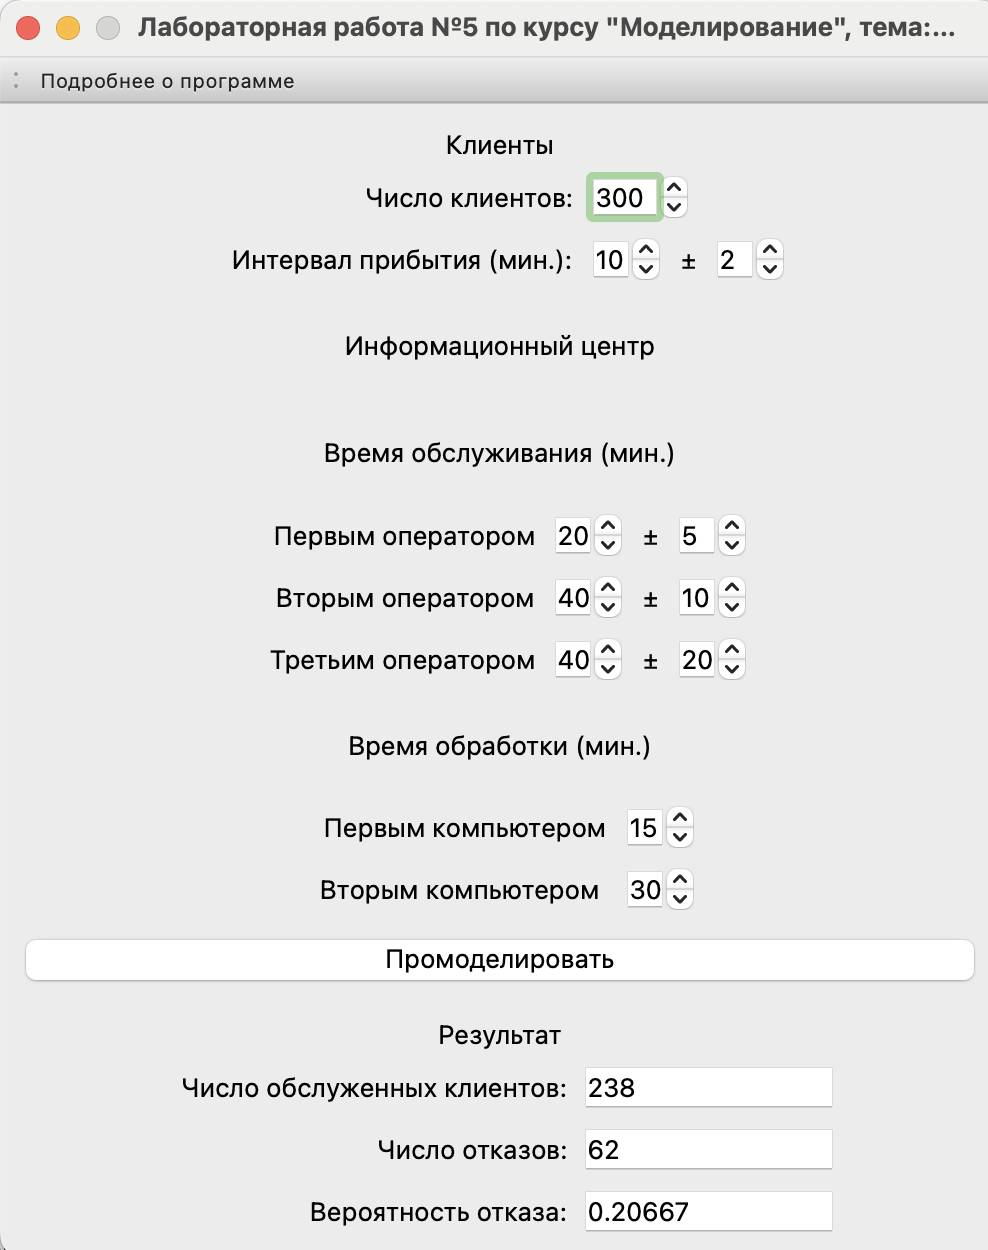 Лабораторная работа №5 по курсу "Моделирование", тема:...
Подробнее о программе
Клиенты
Число клиентов: 300
Интервал прибытия (мин.): 10 ± 2
Информационный центр
Время обслуживания (мин.)
Первым оператором 20 ± 5
Вторым оператором 40 ± 10
Третьим оператором 40 ± 20
Время обработки (мин.)
Первым компьютером 15
Вторым компьютером 30
Промоделировать
Результат
Число обслуженных клиентов: 238
Число отказов: 62
Вероятность отказа: 0.20667